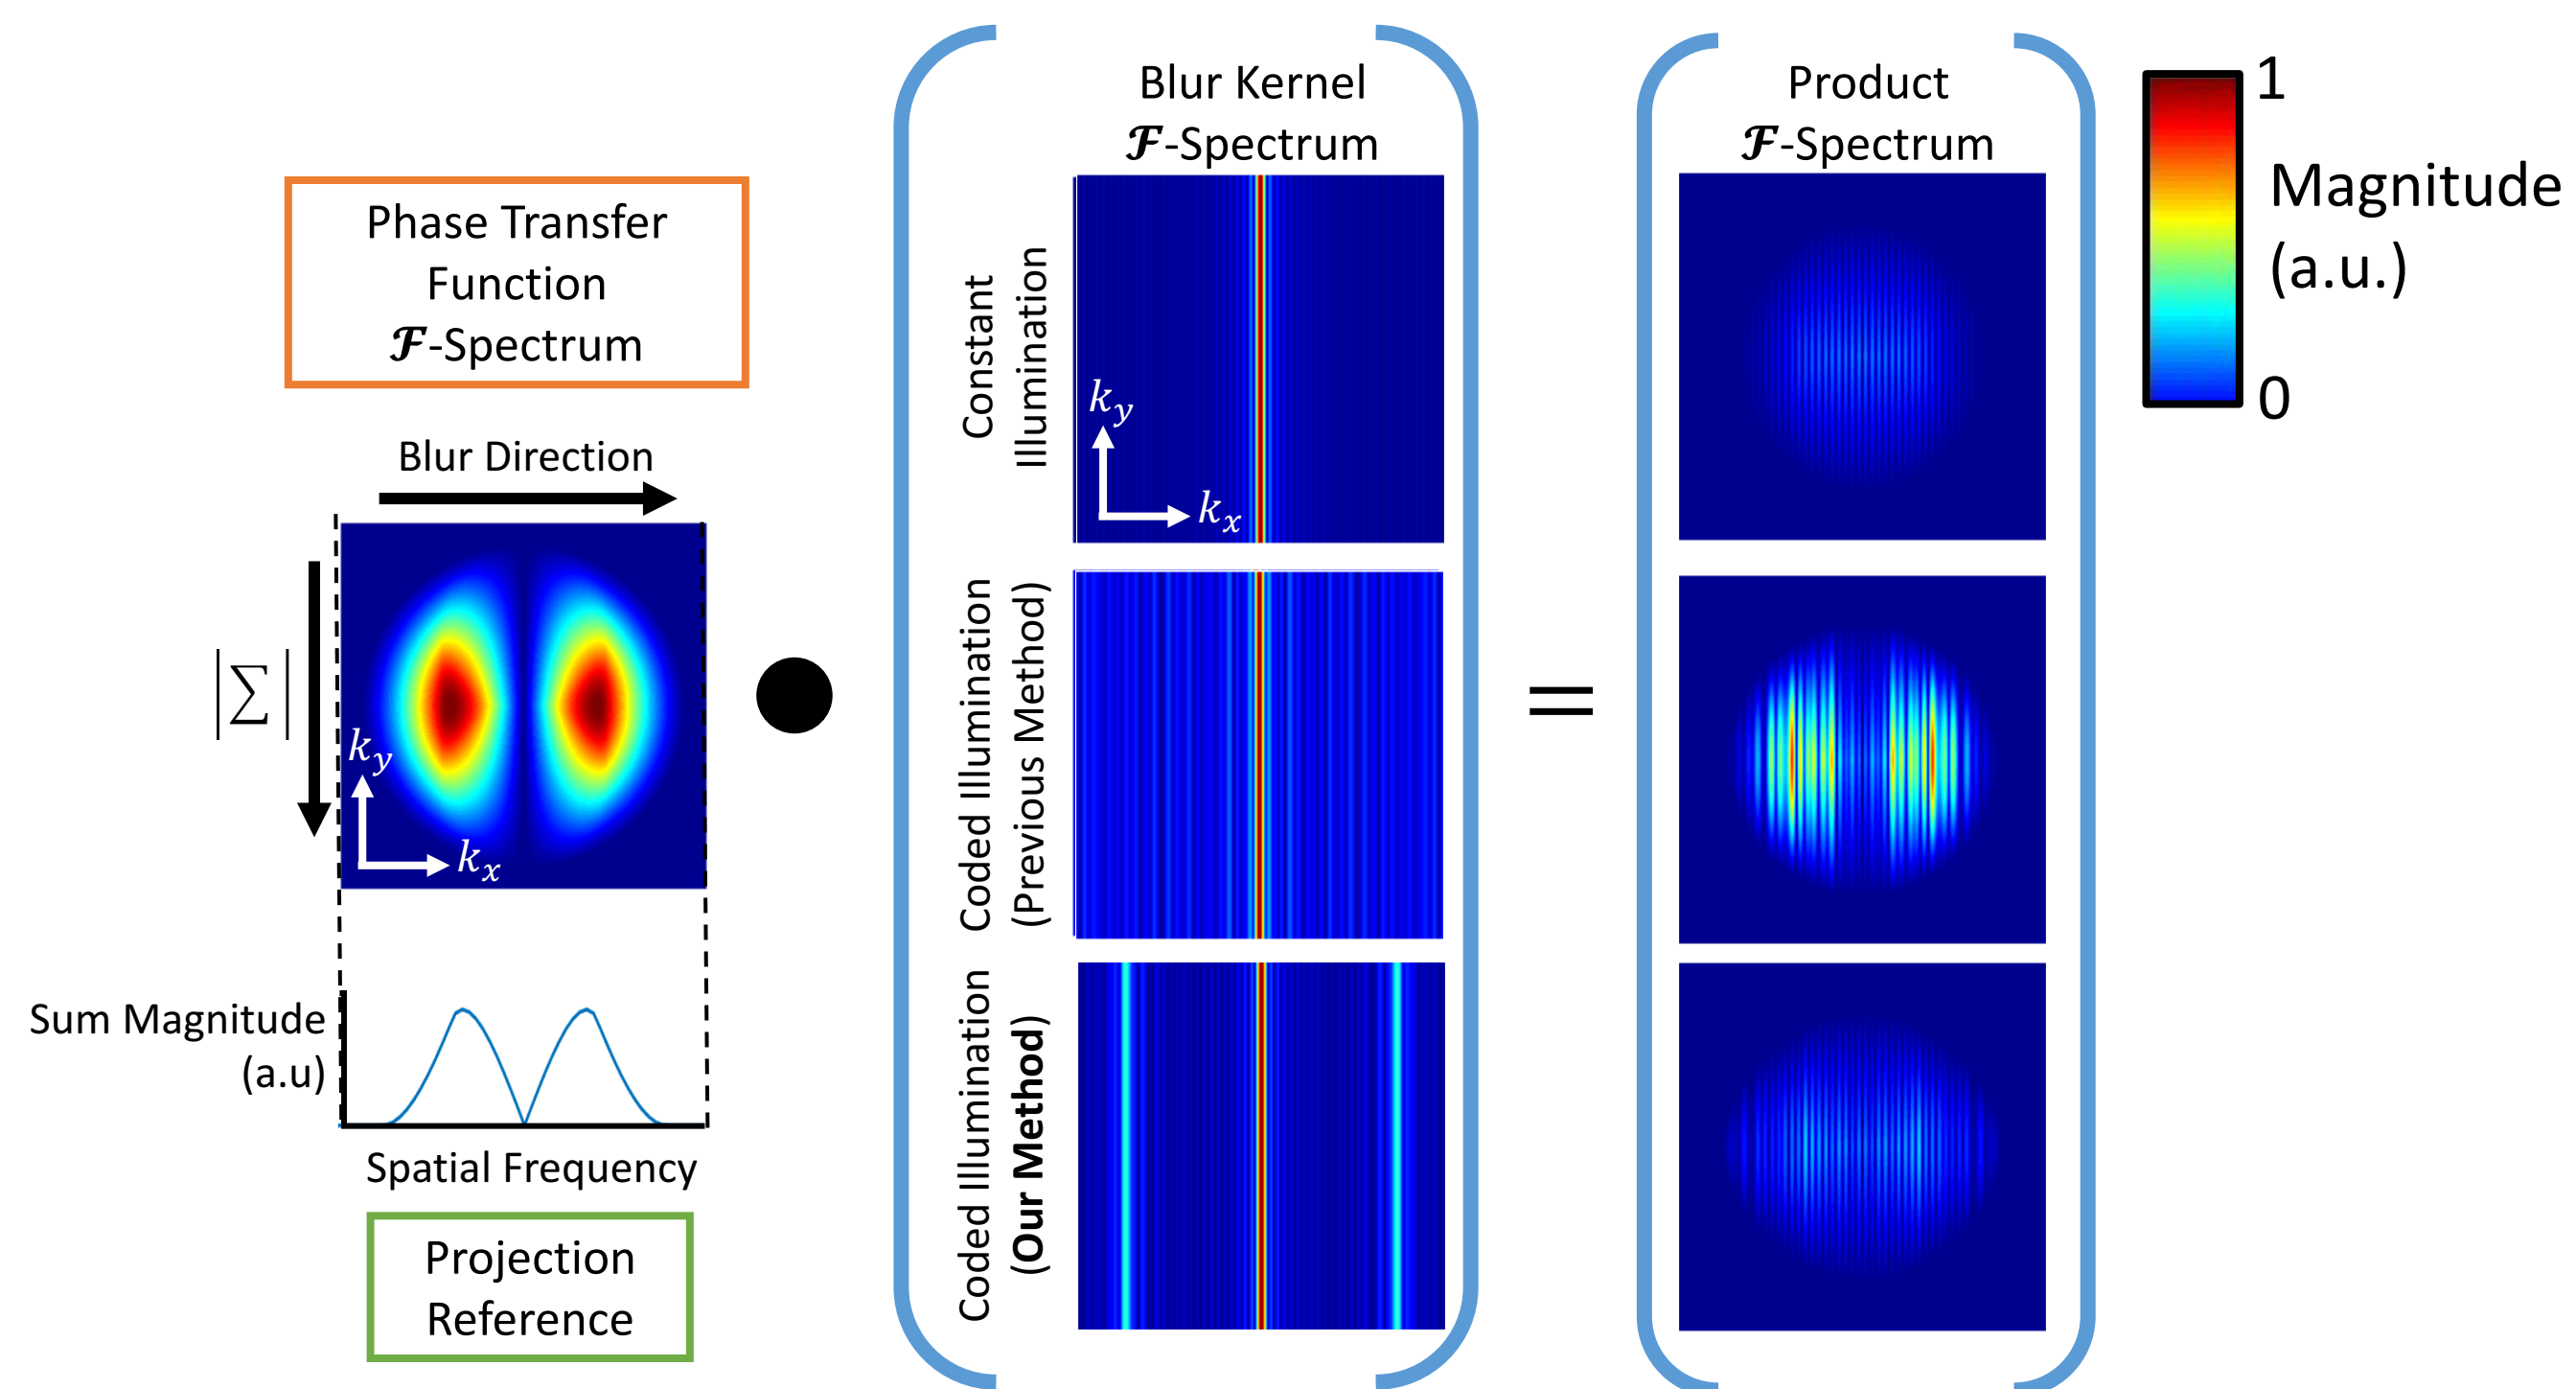 Phase Transfer
Function
ℱ-Spectrum
Blur Direction
|∑|
k_y
k_x
Sum Magnitude
(a.u)
Spatial Frequency
Projection
Reference
Blur Kernel
ℱ-Spectrum
Constant
Illumination
k_y
k_x
Coded Illumination
(Previous Method)
Coded Illumination
(Our Method)
=
Product
ℱ-Spectrum
1
Magnitude
(a.u.)
0